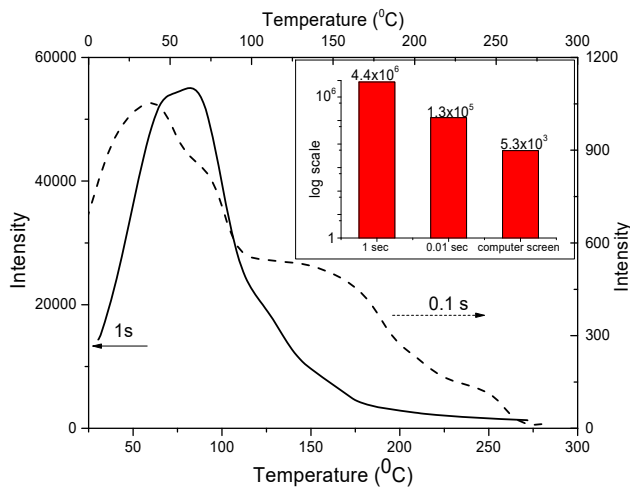 Temperature (⁰C)
0 50 100 150 200 250 300
60000
40000
20000
0
Intensity
1200
900
600
300
0
Intensity
4.4x10⁶
1.3x10⁵
5.3x10³
10⁶
1
log scale
1 sec 0.01 sec computer screen
0.1 s
1s
50 100 150 200 250 300
Temperature (⁰C)